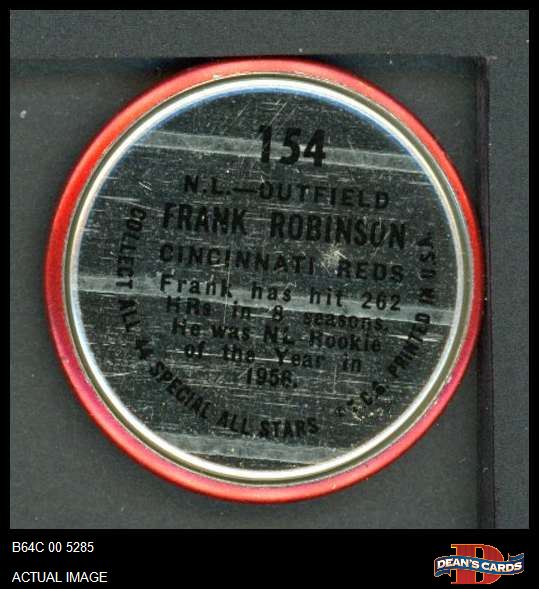 154
N.L.—OUTFIELD
FRANK ROBINSON
CINCINNATI REDS
Frank has hit 262
HRs in 8 seasons.
He was NL Rookie
of the Year in
1956.
COLLECT ALL 44 SPECIAL ALL STARS
©T.C.G. PRINTED IN U.S.A.
B64C 00 5285
ACTUAL IMAGE
D
DEAN'S CARDS